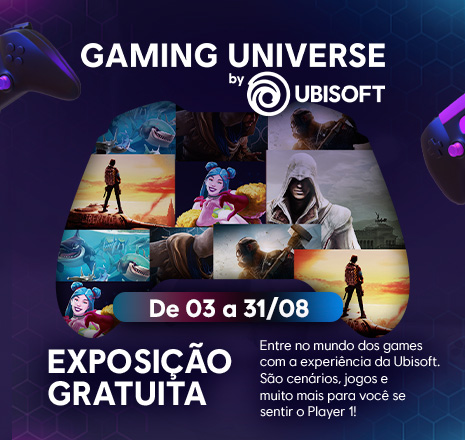 GAMING UNIVERSE
by UBISOFT
De 03 a 31/08
EXPOSIÇÃO
GRATUITA
Entre no mundo dos games
com a experiência da Ubisoft.
São cenários, jogos e
muito mais para você se
sentir o Player 1!